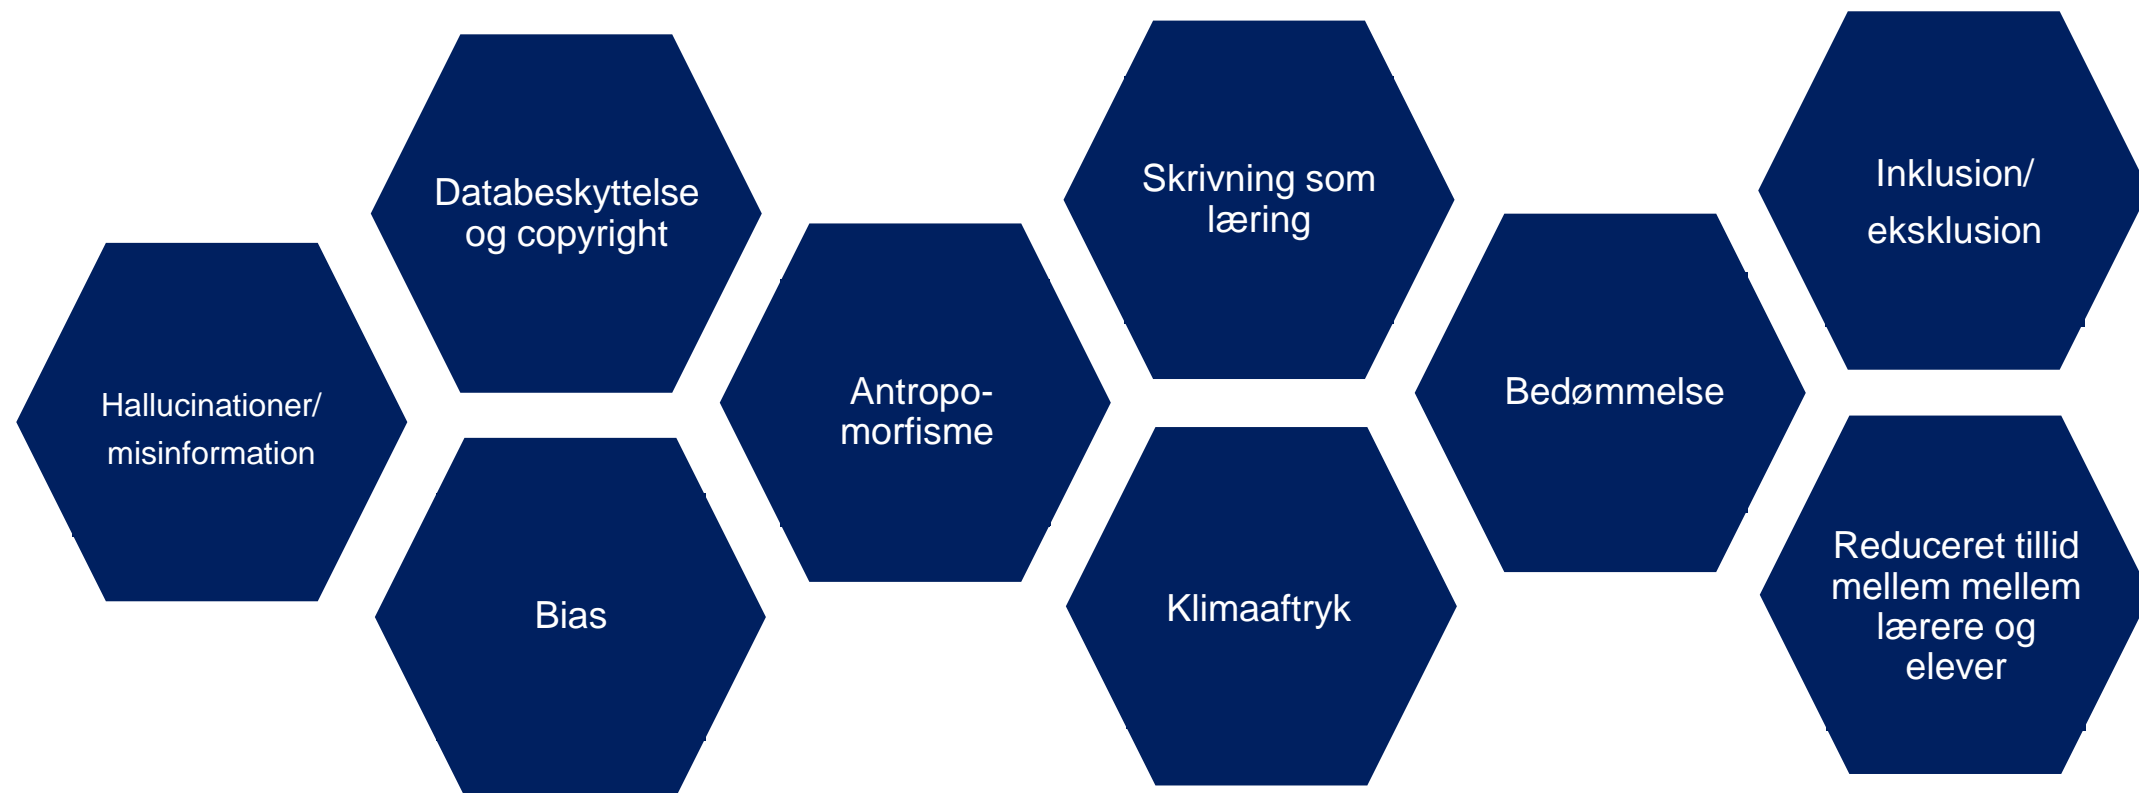 Hallucinationer/
misinformation
Databeskyttelse
og copyright
Bias
Antropo-
morfisme
Skrivning som
læring
Klimaaftryk
Bedømmelse
Inklusion/
eksklusion
Reduceret tillid
mellem mellem
lærere og
elever